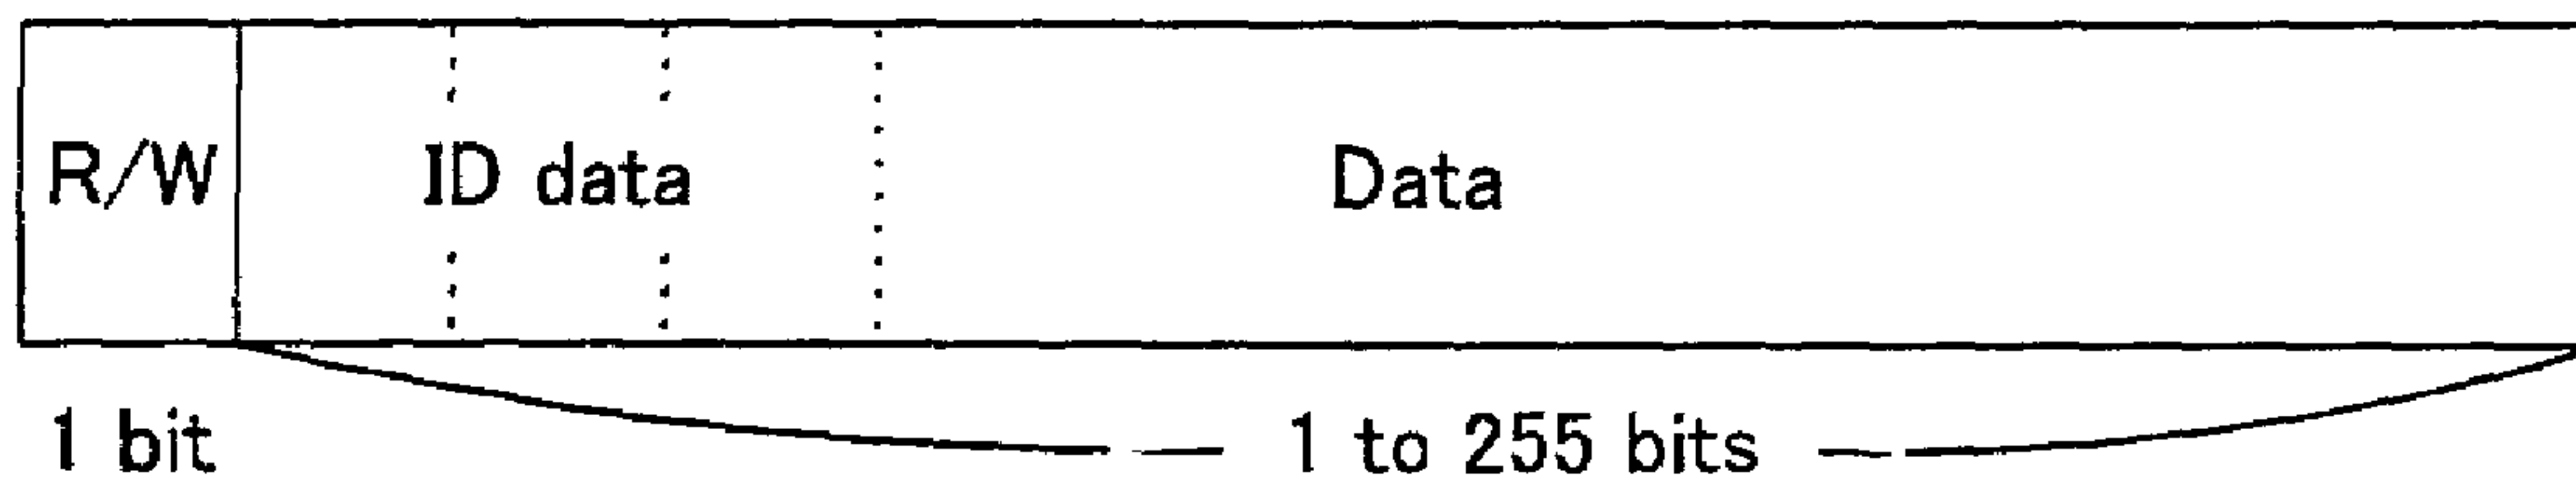 R/W ID data Data
1 bit 1 to 255 bits